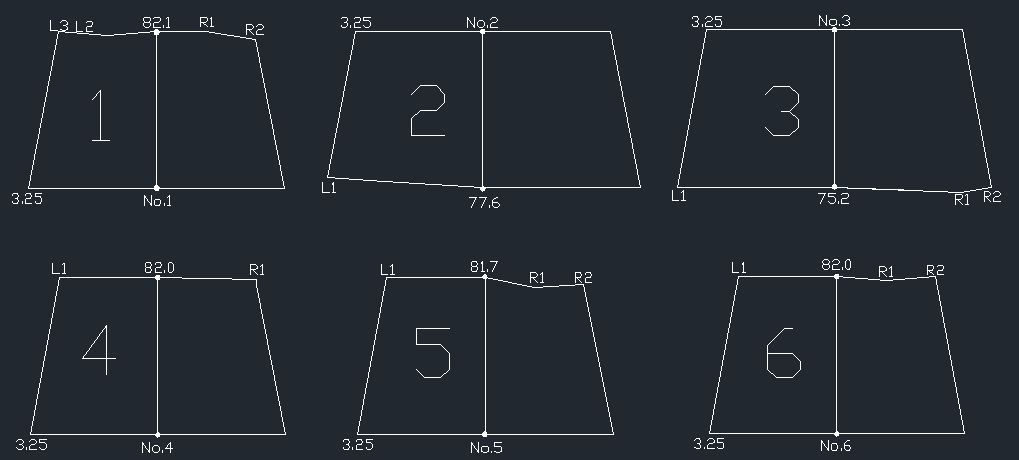 L3 L2 82.1 R1 R2
1
3.25 No.1
3.25 No.2
2
L1 77.6
3.25 No.3
3
L1 75.2 R1 R2
L1 82.0 R1
4
3.25 No.4
L1 81.7 R1 R2
5
3.25 No.5
L1 82.0 R1 R2
6
3.25 No.6